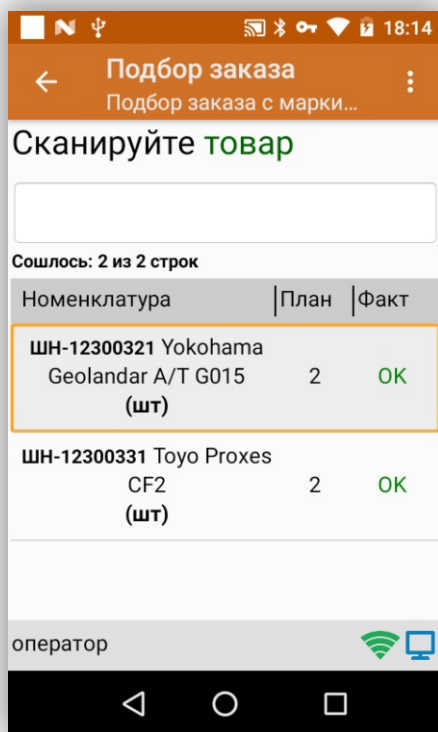 18:14
Подбор заказа
Подбор заказа с марки...
Сканируйте товар
Сошлось: 2 из 2 строк
Номенклатура План Факт
ШН-12300321 Yokohama
Geolandar A/T G015 2 OK
(шт)
ШН-12300331 Toyo Proxes
CF2 2 OK
(шт)
оператор